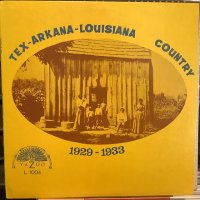 TEX-ARKANA-LOUISIANA COUNTRY
1929-1933
YAZOO
L 1004